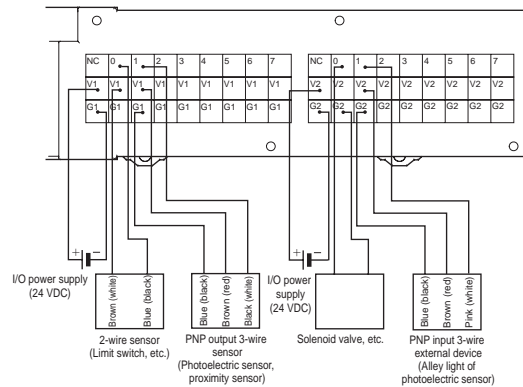 NC 0 1 2 3 4 5 6 7 NC 0 1 2 3 4 5 6 7
V1 V1 V1 V1 V1 V1 V1 V1 V1 V2 V2 V2 V2 V2 V2 V2 V2 V2
G1 G1 G1 G1 G1 G1 G1 G1 G1 G2 G2 G2 G2 G2 G2 G2 G2 G2
+ − + −
I/O power supply
(24 VDC)
Brown (white)
Blue (black)
2-wire sensor
(Limit switch, etc.)
Blue (black)
Brown (red)
Black (white)
PNP output 3-wire
sensor
(Photoelectric sensor,
proximity sensor)
I/O power
supply
(24 VDC)
Solenoid valve, etc.
Blue (black)
Brown (red)
Pink (white)
PNP input 3-wire
external device
(Alley light of
photoelectric sensor)